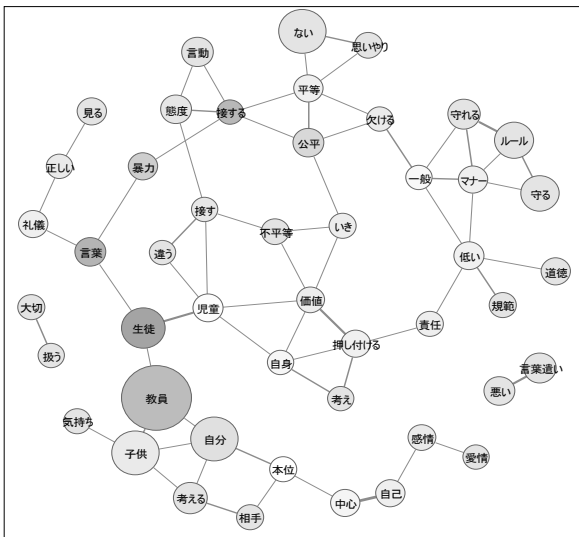 ない
思いやり
言動
平等
見る
態度
接する
欠ける
守れる
公平
ルール
暴力
正しい
一般
マナー
守る
接す
礼儀
不平等
いき
言葉
違う
低い
道徳
児童
価値
規範
大切
生徒
責任
押し付ける
扱う
自身
言葉遣い
悪い
教員
考え
気持ち
自分
感情
子供
愛情
本位
考える
自己
中心
相手